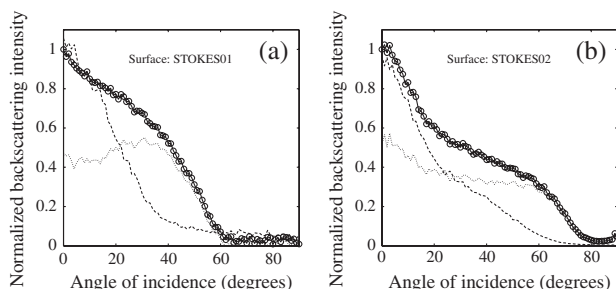 Normalized backscattering intensity
1
0.8
0.6
0.4
0.2
0
0 20 40 60 80
Angle of incidence (degrees)
Surface: STOKES01
(a)
Normalized backscattering intensity
1
0.8
0.6
0.4
0.2
0
0 20 40 60 80
Angle of incidence (degrees)
Surface: STOKES02
(b)